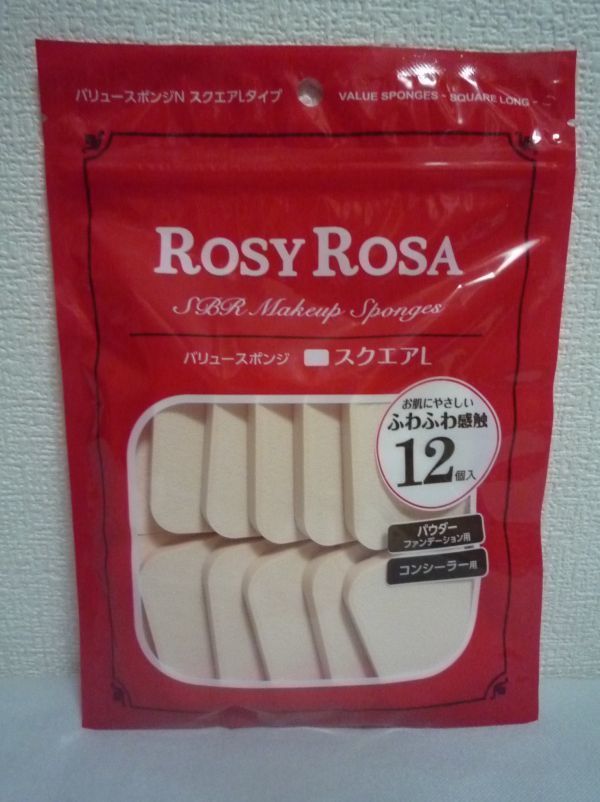 バリュースポンジN スクエアLタイプ
VALUE SPONGES - SQUARE LONG -
ROSY ROSA
SBR Makeup Sponges
バリュースポンジ スクエアL
お肌にやさしい
ふわふわ感触
12個入
パウダー
ファンデーション用
コンシーラー用